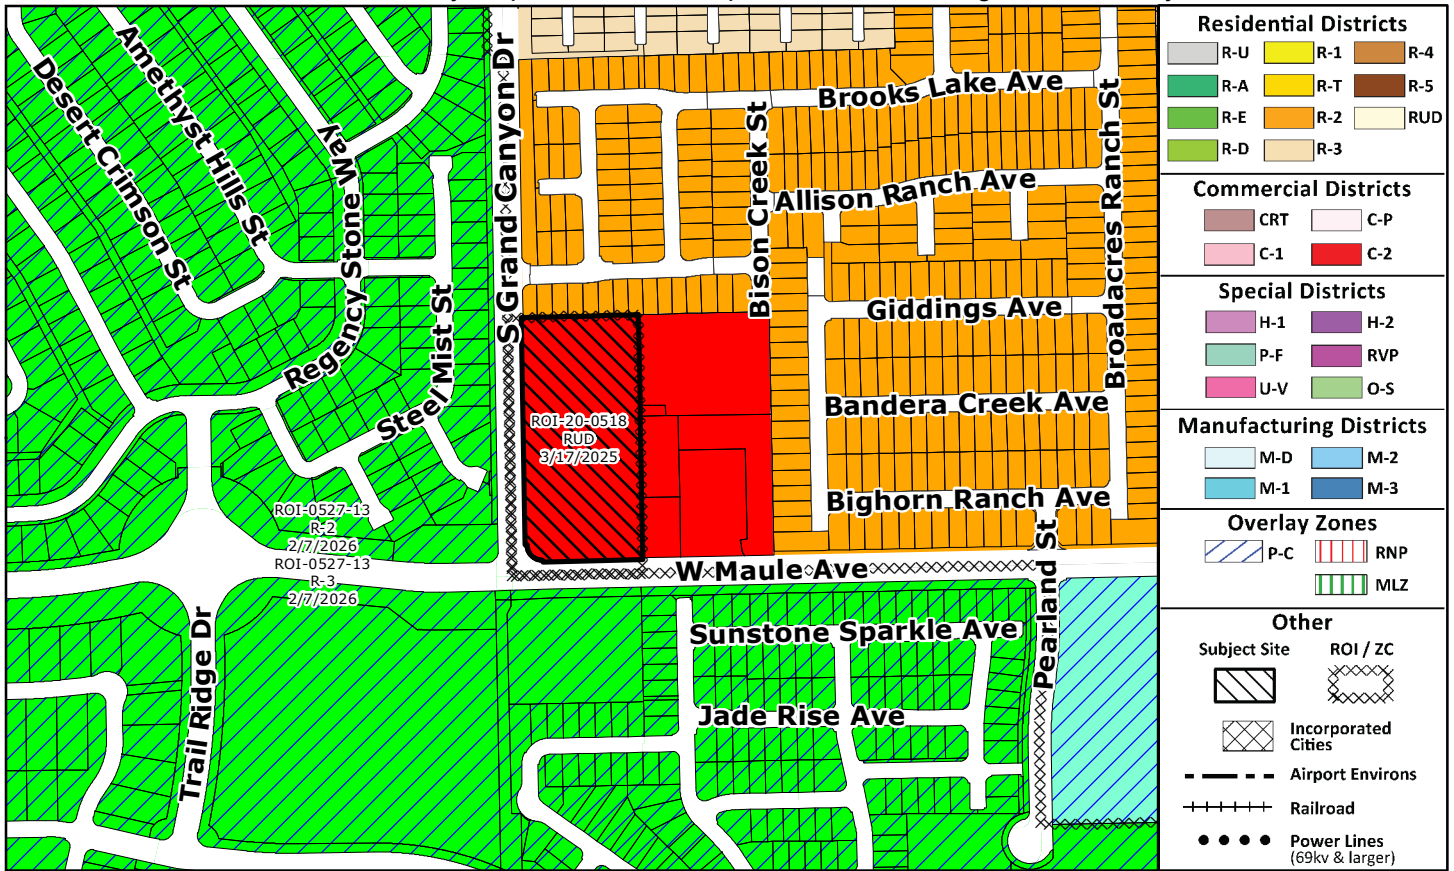 Desert Crimson St
Amethyst Hills St
Regency Stone Way
Steel Mist St
S Grand Canyon Dr
Bison Creek St
Brooks Lake Ave
Allison Ranch Ave
Broadacres Ranch St
Giddings Ave
Bandera Creek Ave
Bighorn Ranch Ave
ROI-20-0518
RUD
3/17/2025
ROI-0527-13
R-2
2/7/2026
ROI-0527-13
R-3
2/7/2026
W Maule Ave
Pearland St
Sunstone Sparkle Ave
Jade Rise Ave
Trail Ridge Dr
Residential Districts
R-U R-1 R-4
R-A R-T R-5
R-E R-2 RUD
R-D R-3
Commercial Districts
CRT C-P
C-1 C-2
Special Districts
H-1 H-2
P-F RVP
U-V O-S
Manufacturing Districts
M-D M-2
M-1 M-3
Overlay Zones
P-C RNP
MLZ
Other
Subject Site ROI / ZC
Incorporated
Cities
Airport Environs
Railroad
Power Lines
(69kv & larger)